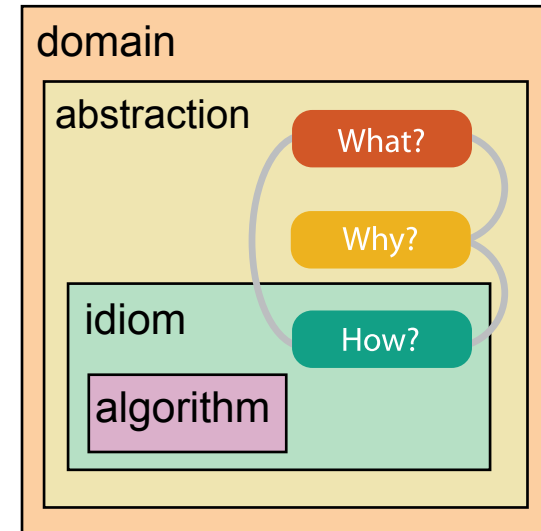 domain
abstraction
What?
Why?
idiom
How?
algorithm